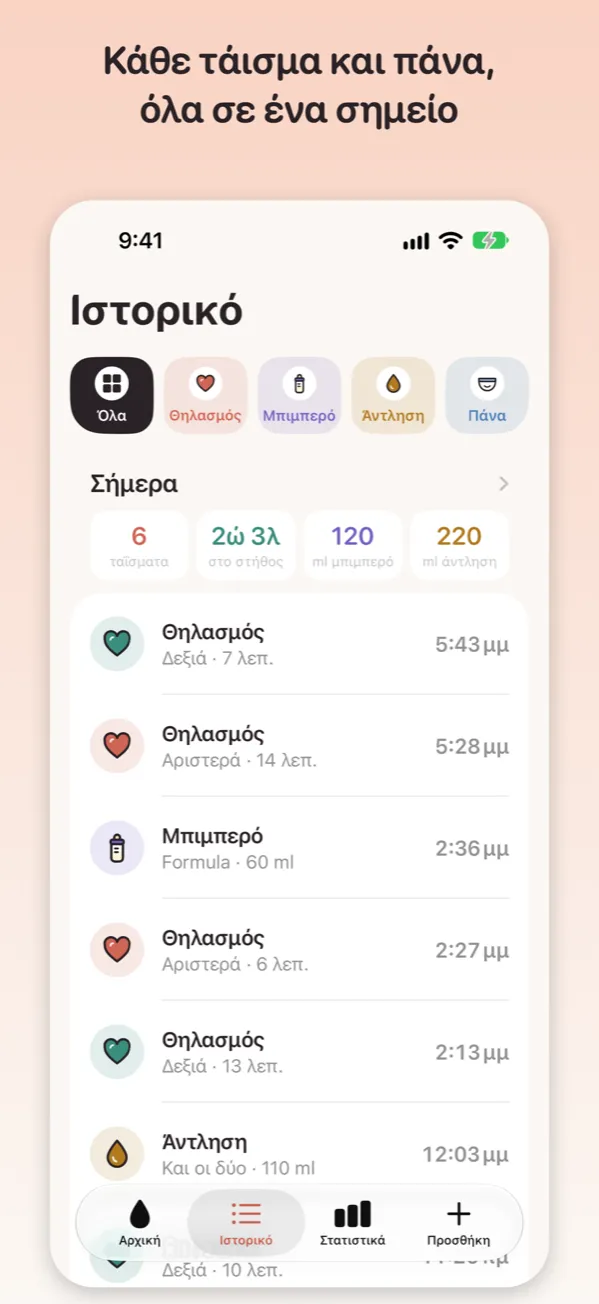 Κάθε τάισμα και πάνα,
όλα σε ένα σημείο
9:41
Ιστορικό
Όλα
Θηλασμός
Μπιμπερό
Άντληση
Πάνα
Σήμερα
6
2ώ 3λ
120
220
ταΐσματα
στο στήθος
ml μπιμπερό
ml άντληση
Θηλασμός
Δεξιά · 7 λεπ.
5:43 μμ
Θηλασμός
Αριστερά · 14 λεπ.
5:28 μμ
Μπιμπερό
Formula · 60 ml
2:36 μμ
Θηλασμός
Αριστερά · 6 λεπ.
2:27 μμ
Θηλασμός
Δεξιά · 13 λεπ.
2:13 μμ
Άντληση
Και οι δύο · 110 ml
12:03 μμ
Αρχική
Ιστορικό
Στατιστικά
Προσθήκη
Δεξιά · 10 λεπ.